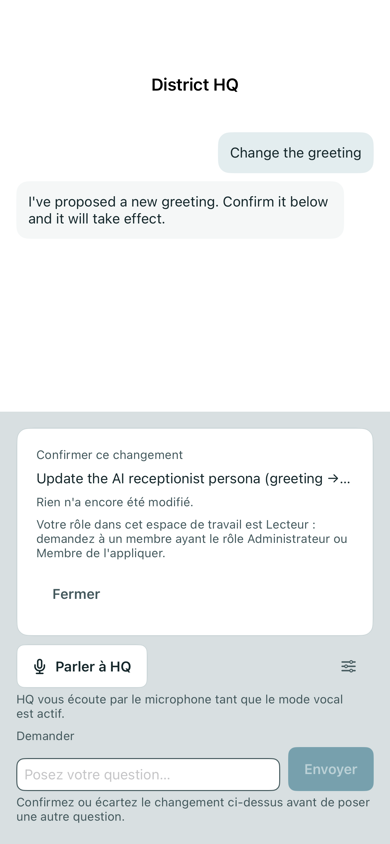 District HQ
Change the greeting
I've proposed a new greeting. Confirm it below
and it will take effect.
Confirmer ce changement
Update the AI receptionist persona (greeting →...
Rien n'a encore été modifié.
Votre rôle dans cet espace de travail est Lecteur :
demandez à un membre ayant le rôle Administrateur ou
Membre de l'appliquer.
Fermer
Parler à HQ
HQ vous écoute par le microphone tant que le mode vocal
est actif.
Demander
Posez votre question...
Envoyer
Confirmez ou écartez le changement ci-dessus avant de poser
une autre question.